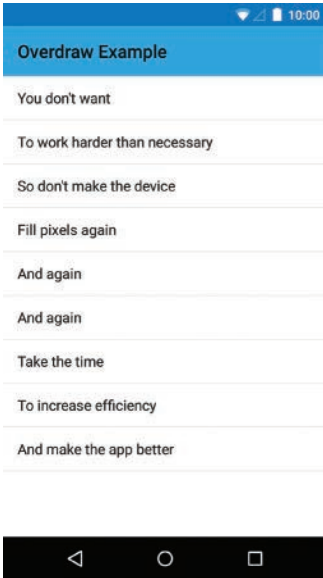 10:00
Overdraw Example
You don't want
To work harder than necessary
So don't make the device
Fill pixels again
And again
And again
Take the time
To increase efficiency
And make the app better